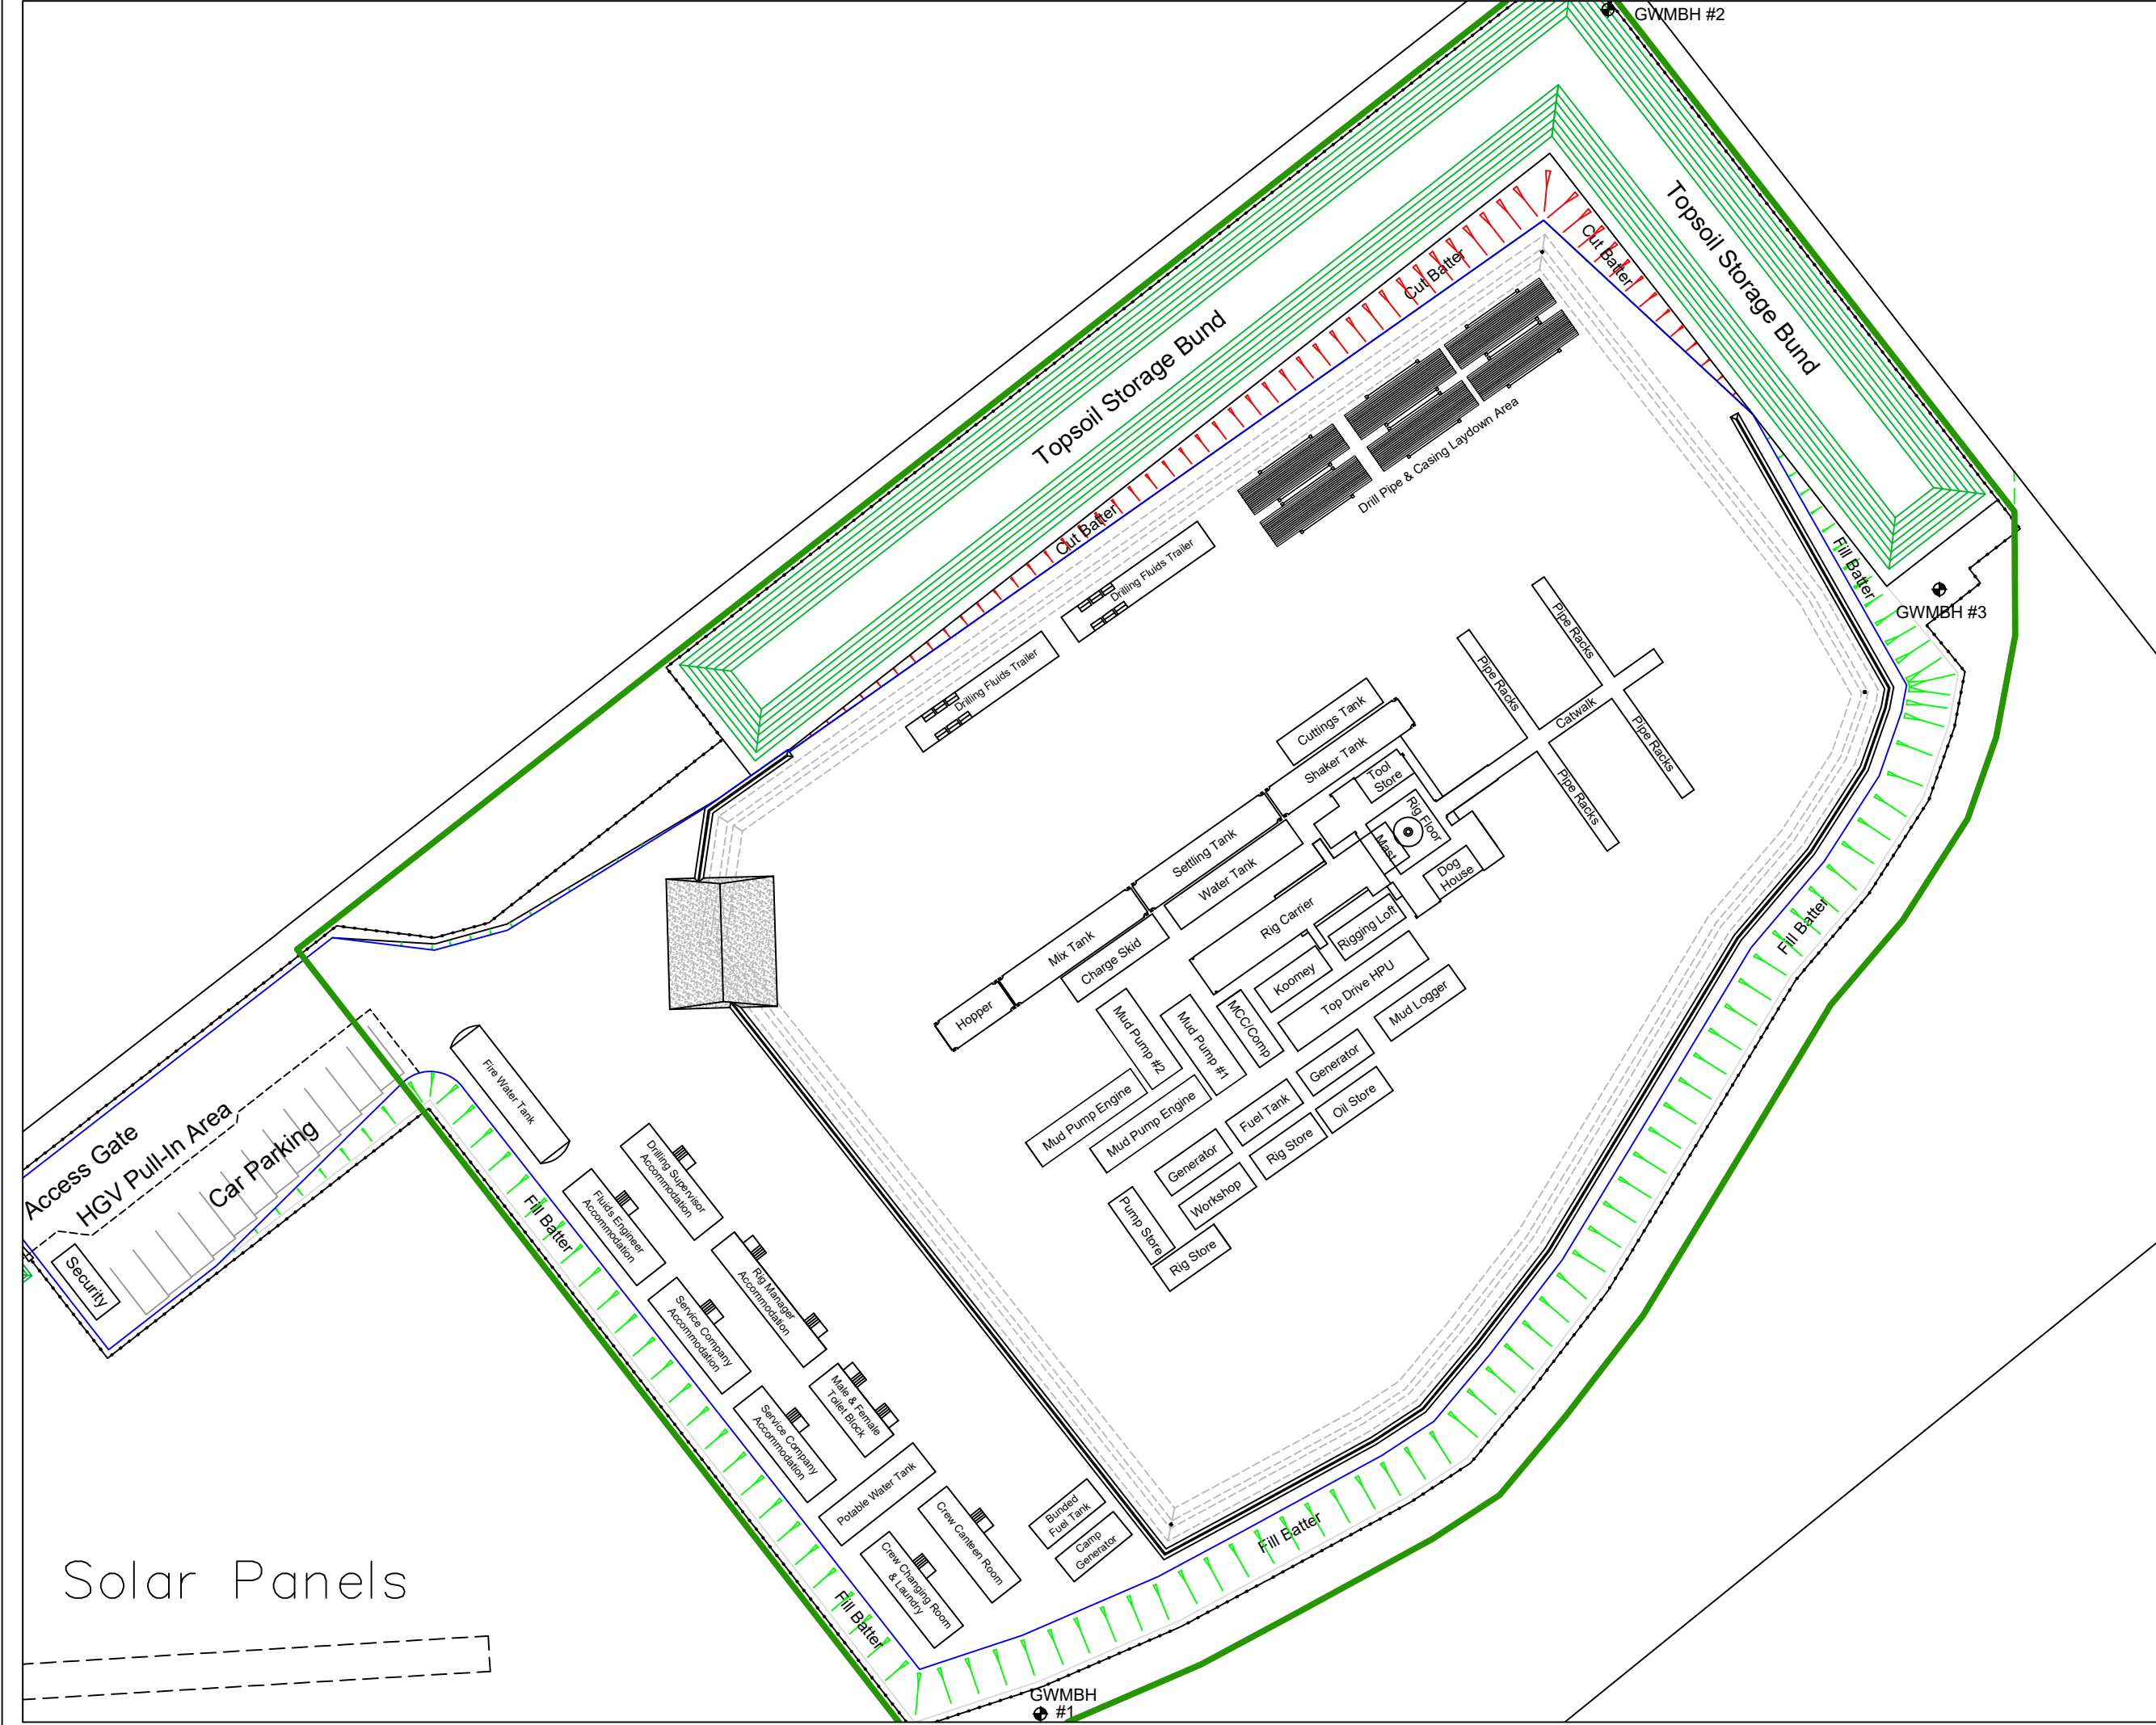 GWMBH #2
Topsoil Storage Bund
Cut Batter
Cut Batter
Topsoil Storage Bund
Drill Pipe & Casing Laydown Area
Cut Batter
Drilling Fluids Trailer
Drilling Fluids Trailer
Fill Batter
GWMBH #3
Pipe Racks
Pipe Racks
Catwalk
Pipe Racks
Pipe Racks
Cuttings Tank
Shaker Tank
Tool
Store
Rig Floor
Mast
Dog
House
Settling Tank
Water Tank
Rig Carrier
Rigging Loft
Mix Tank
Charge Skid
Koomey
Top Drive HPU
Mud Logger
Hopper
Mud Pump #2
Mud Pump #1
MCC/Comp
Generator
Mud Pump Engine
Mud Pump Engine
Fuel Tank
Oil Store
Generator
Rig Store
Workshop
Pump Store
Rig Store
Fill Batter
Fire Water Tank
Access Gate
HGV Pull-In Area
Car Parking
Security
Drilling Supervisor
Accommodation
Fluids Engineer
Accommodation
Fill Batter
Rig Manager
Accommodation
Service Company
Accommodation
Male & Female
Toilet Block
Service Company
Accommodation
Potable Water Tank
Crew Canteen Room
Bunded
Fuel Tank
Camp
Generator
Crew Changing Room
& Laundry
Fill Batter
Fill Batter
Solar Panels
GWMBH
#1